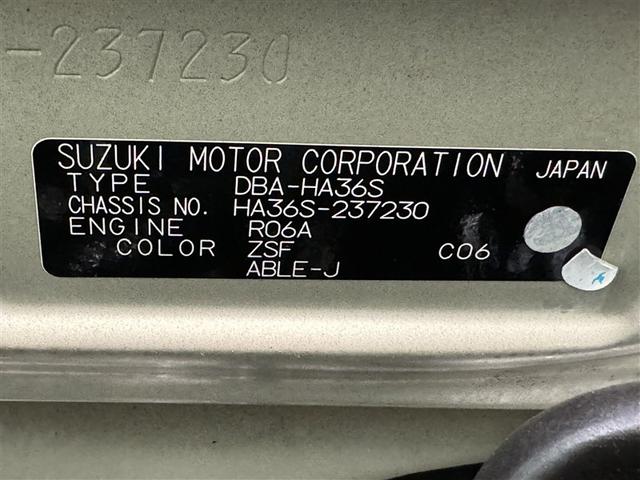 -237230
SUZUKI MOTOR CORPORATION JAPAN
TYPE DBA-HA36S
CHASSIS NO. HA36S-237230
ENGINE R06A
COLOR ZSF C06
ABLE-J